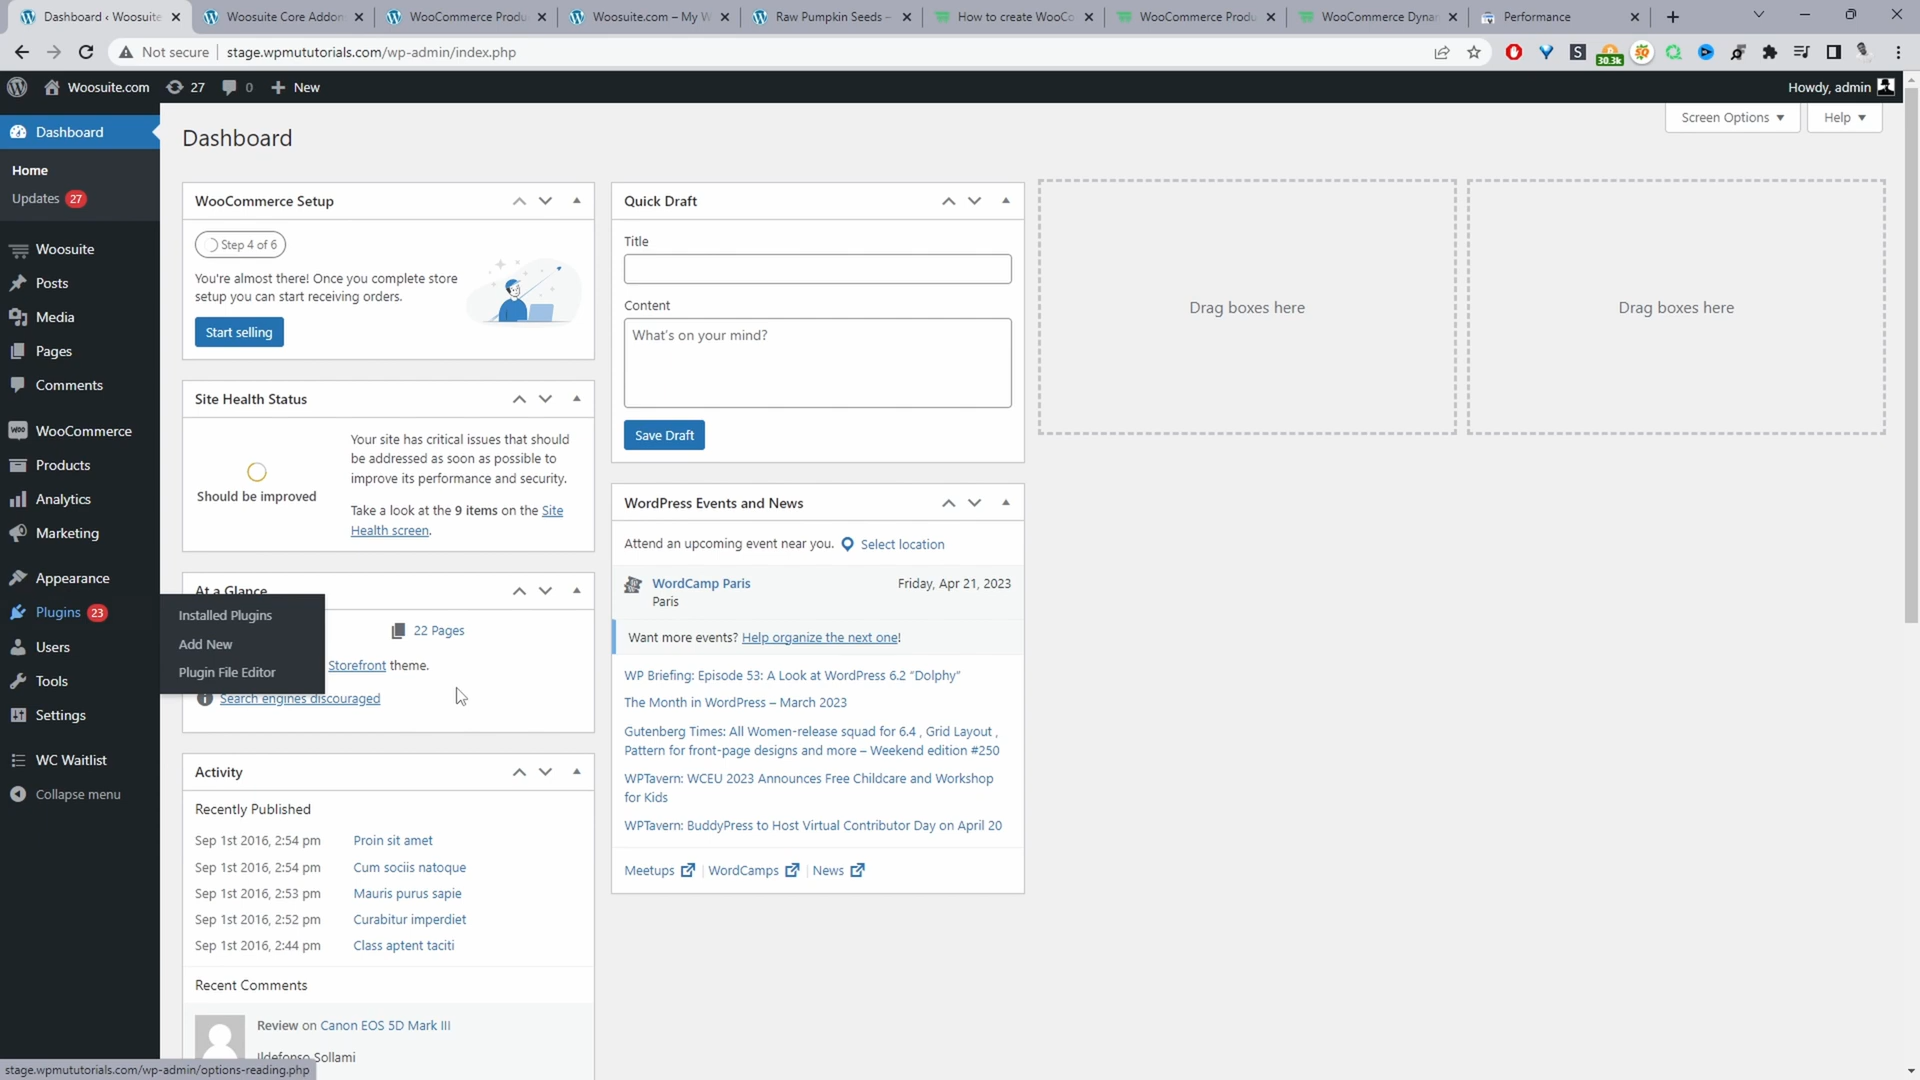 Dashboard ‹ Woosuite
Woosuite Core Addon
WooCommerce Produ
Woosuite.com – My W
Raw Pumpkin Seeds –
How to create WooCo
WooCommerce Produ
WooCommerce Dynar
Performance
Not secure
stage.wpmututorials.com/wp-admin/index.php
30.3k
Woosuite.com
27
0
New
Howdy, admin
Screen Options
Help
Dashboard
Home
Updates 27
Woosuite
Posts
Media
Pages
Comments
WooCommerce
Products
Analytics
Marketing
Appearance
Plugins 23
Users
Tools
Settings
WC Waitlist
Collapse menu
Installed Plugins
Add New
Plugin File Editor
Dashboard
WooCommerce Setup
Step 4 of 6
You're almost there! Once you complete store
setup you can start receiving orders.
Start selling
Site Health Status
Should be improved
Your site has critical issues that should
be addressed as soon as possible to
improve its performance and security.
Take a look at the 9 items on the Site
Health screen.
At a Glance
22 Pages
Storefront theme.
Search engines discouraged
Activity
Recently Published
Sep 1st 2016, 2:54 pm Proin sit amet
Sep 1st 2016, 2:54 pm Cum sociis natoque
Sep 1st 2016, 2:53 pm Mauris purus sapie
Sep 1st 2016, 2:52 pm Curabitur imperdiet
Sep 1st 2016, 2:44 pm Class aptent taciti
Recent Comments
Review on Canon EOS 5D Mark III
Ildefonso Sollami
Quick Draft
Title
Content
What's on your mind?
Save Draft
WordPress Events and News
Attend an upcoming event near you. Select location
WordCamp Paris
Friday, Apr 21, 2023
Paris
Want more events? Help organize the next one!
WP Briefing: Episode 53: A Look at WordPress 6.2 "Dolphy"
The Month in WordPress – March 2023
Gutenberg Times: All Women-release squad for 6.4 , Grid Layout ,
Pattern for front-page designs and more – Weekend edition #250
WPTavern: WCEU 2023 Announces Free Childcare and Workshop
for Kids
WPTavern: BuddyPress to Host Virtual Contributor Day on April 20
Meetups | WordCamps | News
Drag boxes here
Drag boxes here
stage.wpmututorials.com/wp-admin/options-reading.php